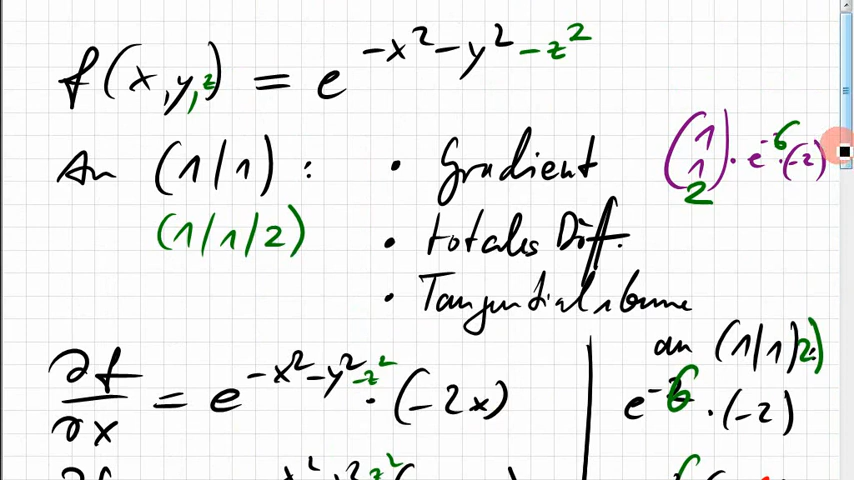 f(x,y,z) = e^{-x²-y²-z²}
An (1/1): • Gradient (1 1 2) · e^{-6} · (-2)
(1/1/2) • totales Diff.
• Tangentialebene
an (1/1/2):
∂f/∂x = e^{-x²-y²-z²} · (-2x) e^{-6} · (-2)